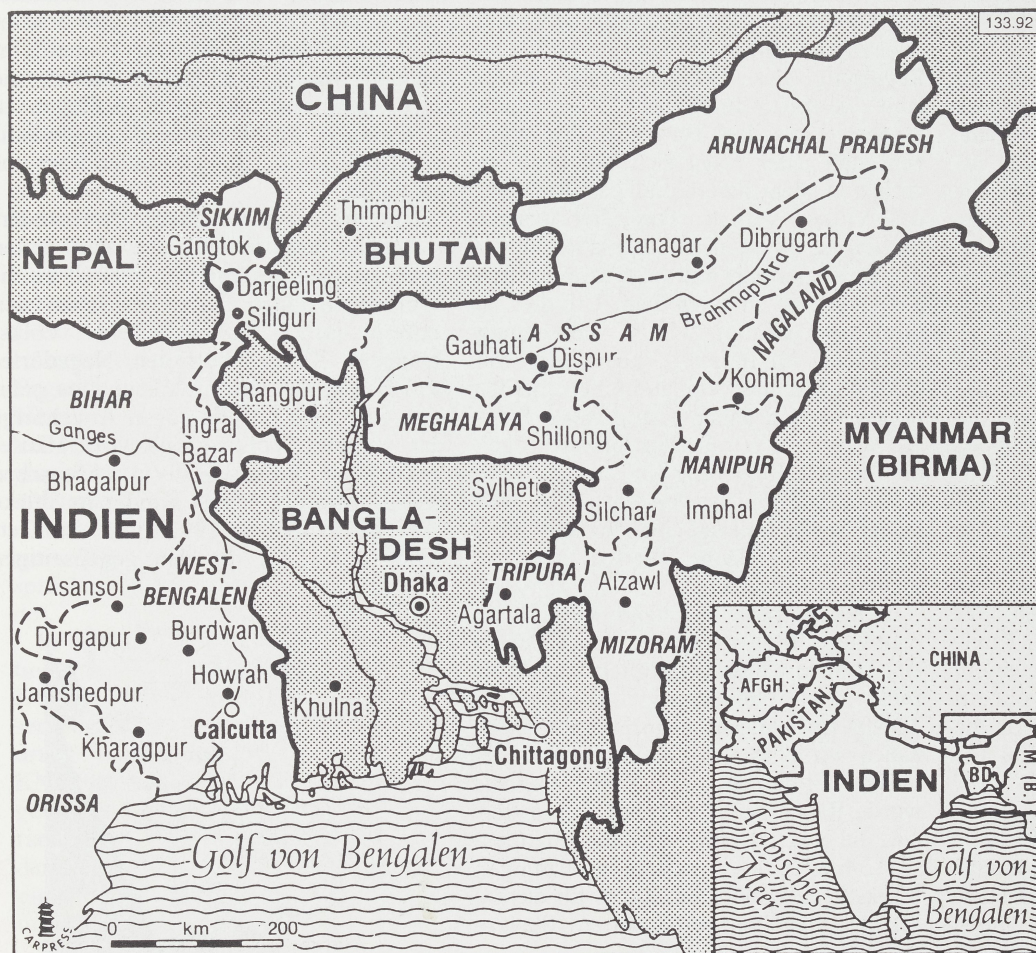 133.92
CHINA
ARUNACHAL PRADESH
SIKKIM
Thimphu
NEPAL
Gangtok
BHUTAN
Itanagar
Dibrugarh
Darjeeling
Brahmaputra
Siliguri
NAGALAND
ASSAM
Gauhati
Dispur
Rangpur
Kohima
BIHAR
Ingraj
Bazar
MEGHALAYA
Shillong
Ganges
MYANMAR
(BIRMA)
Bhagalpur
MANIPUR
Sylhet
Silchar
Imphal
INDIEN
BANGLA-
DESH
WEST-
BENGALEN
TRIPURA
Aizawl
Asansol
Dhaka
Agartala
Durgapur
Burdwan
MIZORAM
Howrah
Jamshedpur
Khulna
Calcutta
Kharagpur
Chittagong
ORISSA
Golf von Bengalen
CARPRESS
km 200
0
CHINA
AFGH.
PAKISTAN
INDIEN
BD
M
B
Arabisches
Meer
Golf von
Bengalen